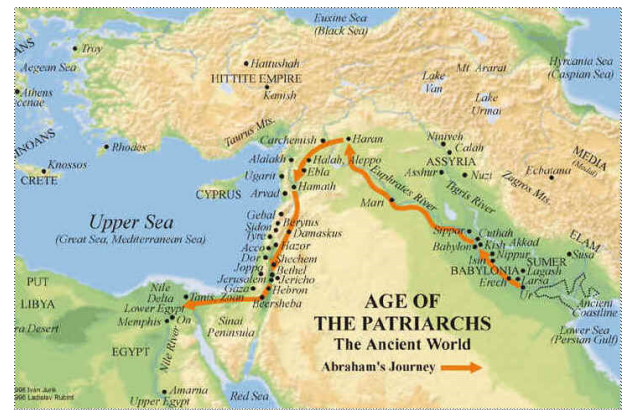 Euxine Sea
(Black Sea)
Troy
Aegean Sea
Athens
Hattushah
HITTITE EMPIRE
Kanish
Hyrcania Sea
(Caspian Sea)
Mt Ararat
Lake
Van
Lake
Urmai
Rhodes
Knossos
CRETE
Taurus Mts.
Carchemish
Haran
Nineveh
Calah
ASSYRIA
Asshur
Nuzi
MEDIA
Ecbatana
Zagros Mts.
Tigris River
Euphrates River
Mari
Alalakh
Halab, Aleppo
Ebla
Ugarit
Hamath
CYPRUS
Arvad
Upper Sea
(Great Sea, Mediterranean Sea)
Gebal
Berytus
Sidon
Damaskus
Tyre
Acco
Hazor
Dor
Shechem
Joppa
Bethel
Jerusalem
Jericho
Gaza
Hebron
Beersheba
Sippar
Cuthah
Babylon
Kish
Akkad
Nippur
Isin
SUMER
BABYLONIA
Lagash
Erech
Larsa
Ur
ELAM
Susa
Ancient
Coastline
Lower Sea
(Persian Gulf)
PUT
LIBYA
Nile
Delta
Tanis, Zoan
Lower Egypt
Memphis
On
Sinai
Peninsula
EGYPT
Nile River
Amarna
Upper Egypt
Red Sea
AGE OF
THE PATRIARCHS
The Ancient World
Abraham's Journey